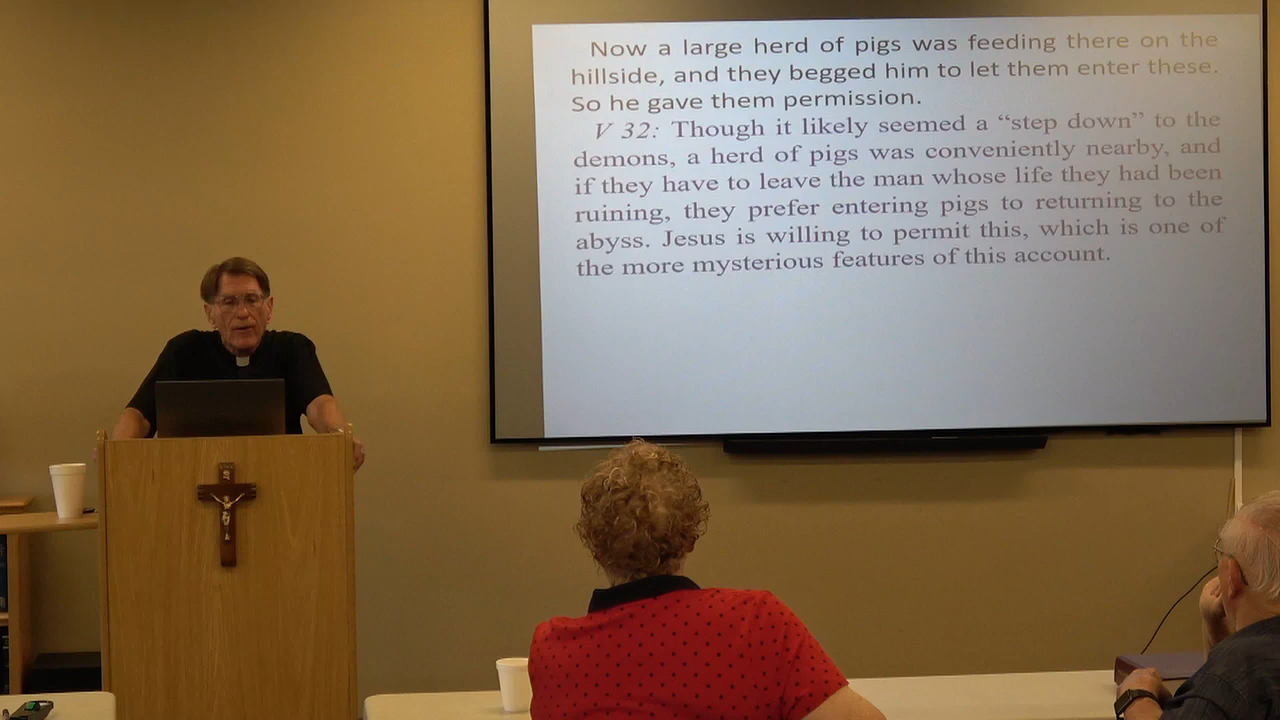 Now a large herd of pigs was feeding there on the
hillside, and they begged him to let them enter these.
So he gave them permission.
V 32: Though it likely seemed a “step down” to the
demons, a herd of pigs was conveniently nearby, and
if they have to leave the man whose life they had been
ruining, they prefer entering pigs to returning to the
abyss. Jesus is willing to permit this, which is one of
the more mysterious features of this account.